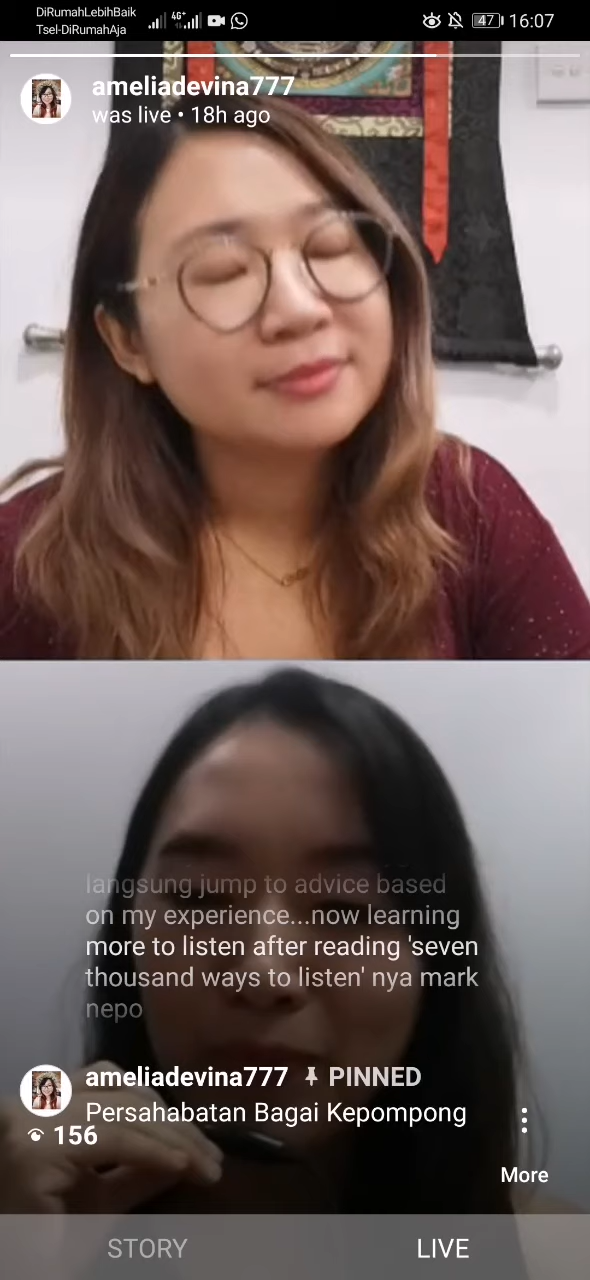 DiRumahLebihBaik
Tsel-DiRumahAja
4G+
47
16:07
ameliadevina777
was live • 18h ago
langsung jump to advice based
on my experience...now learning
more to listen after reading 'seven
thousand ways to listen' nya mark
nepo
ameliadevina777 PINNED
Persahabatan Bagai Kepompong
156
More
STORY
LIVE